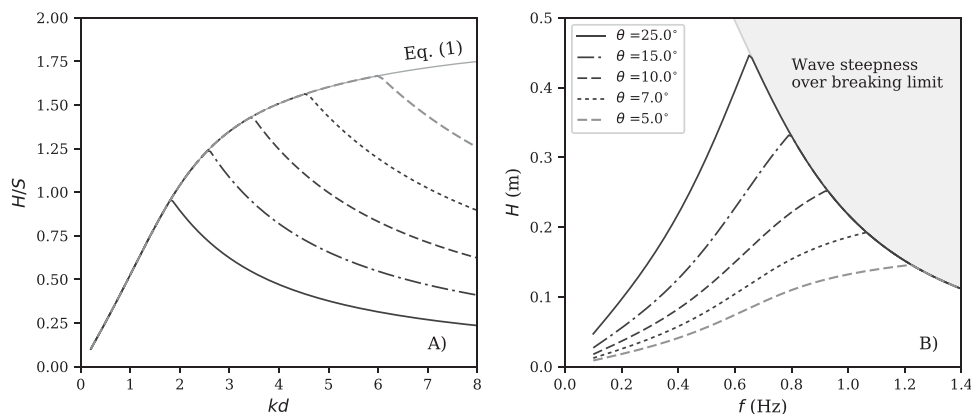 2.00
1.75
1.50
1.25
1.00
0.75
0.50
0.25
0.00
H/S
0 1 2 3 4 5 6 7 8
kd
Eq. (1)
A)
0.5
0.4
0.3
0.2
0.1
0.0
H (m)
0.0 0.2 0.4 0.6 0.8 1.0 1.2 1.4
f (Hz)
θ =25.0°
θ =15.0°
θ =10.0°
θ =7.0°
θ =5.0°
Wave steepness
over breaking limit
B)